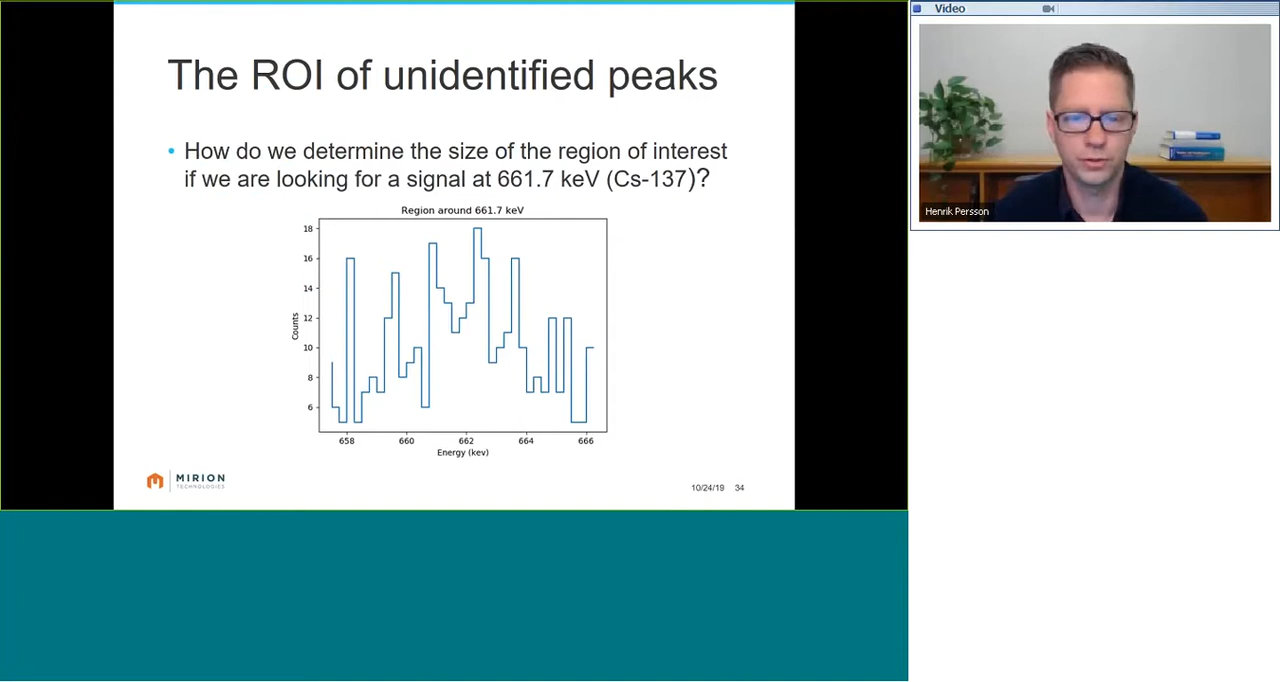 The ROI of unidentified peaks
• How do we determine the size of the region of interest
if we are looking for a signal at 661.7 keV (Cs-137)?
Region around 661.7 keV
18
16
14
12
10
8
6
Counts
658 660 662 664 666
Energy (kev)
MIRION
TECHNOLOGIES
10/24/19 34
Video
Henrik Persson